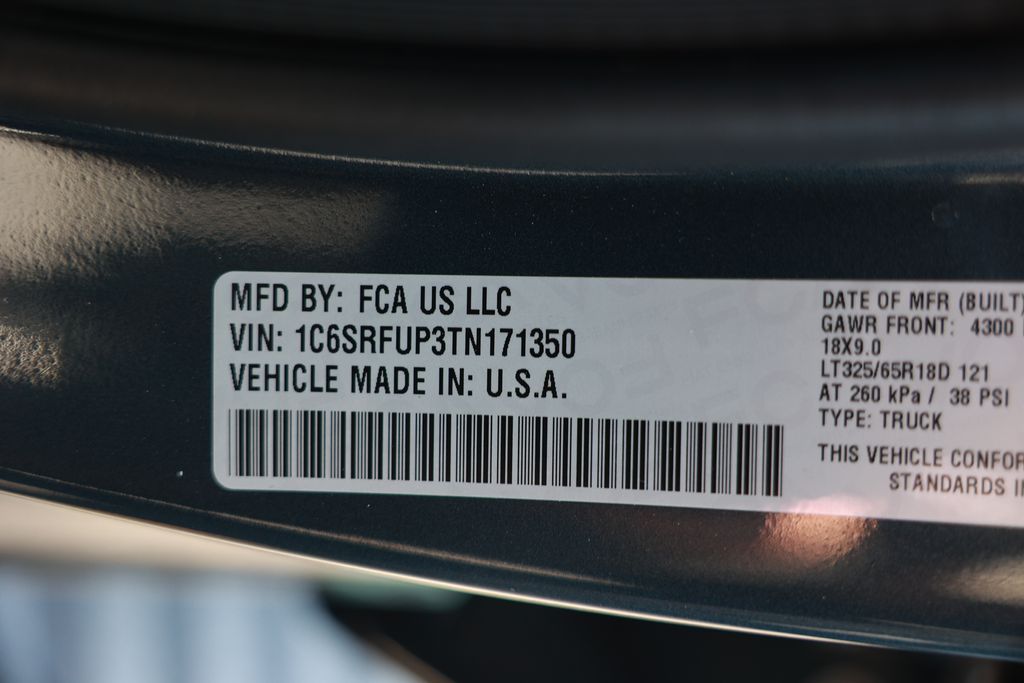 MFD BY: FCA US LLC
VIN: 1C6SRFUP3TN171350
VEHICLE MADE IN: U.S.A.
DATE OF MFR (BUILT)
GAWR FRONT: 4300
18X9.0
LT325/65R18D 121
AT 260 kPa / 38 PSI
TYPE: TRUCK
THIS VEHICLE
STANDARDS